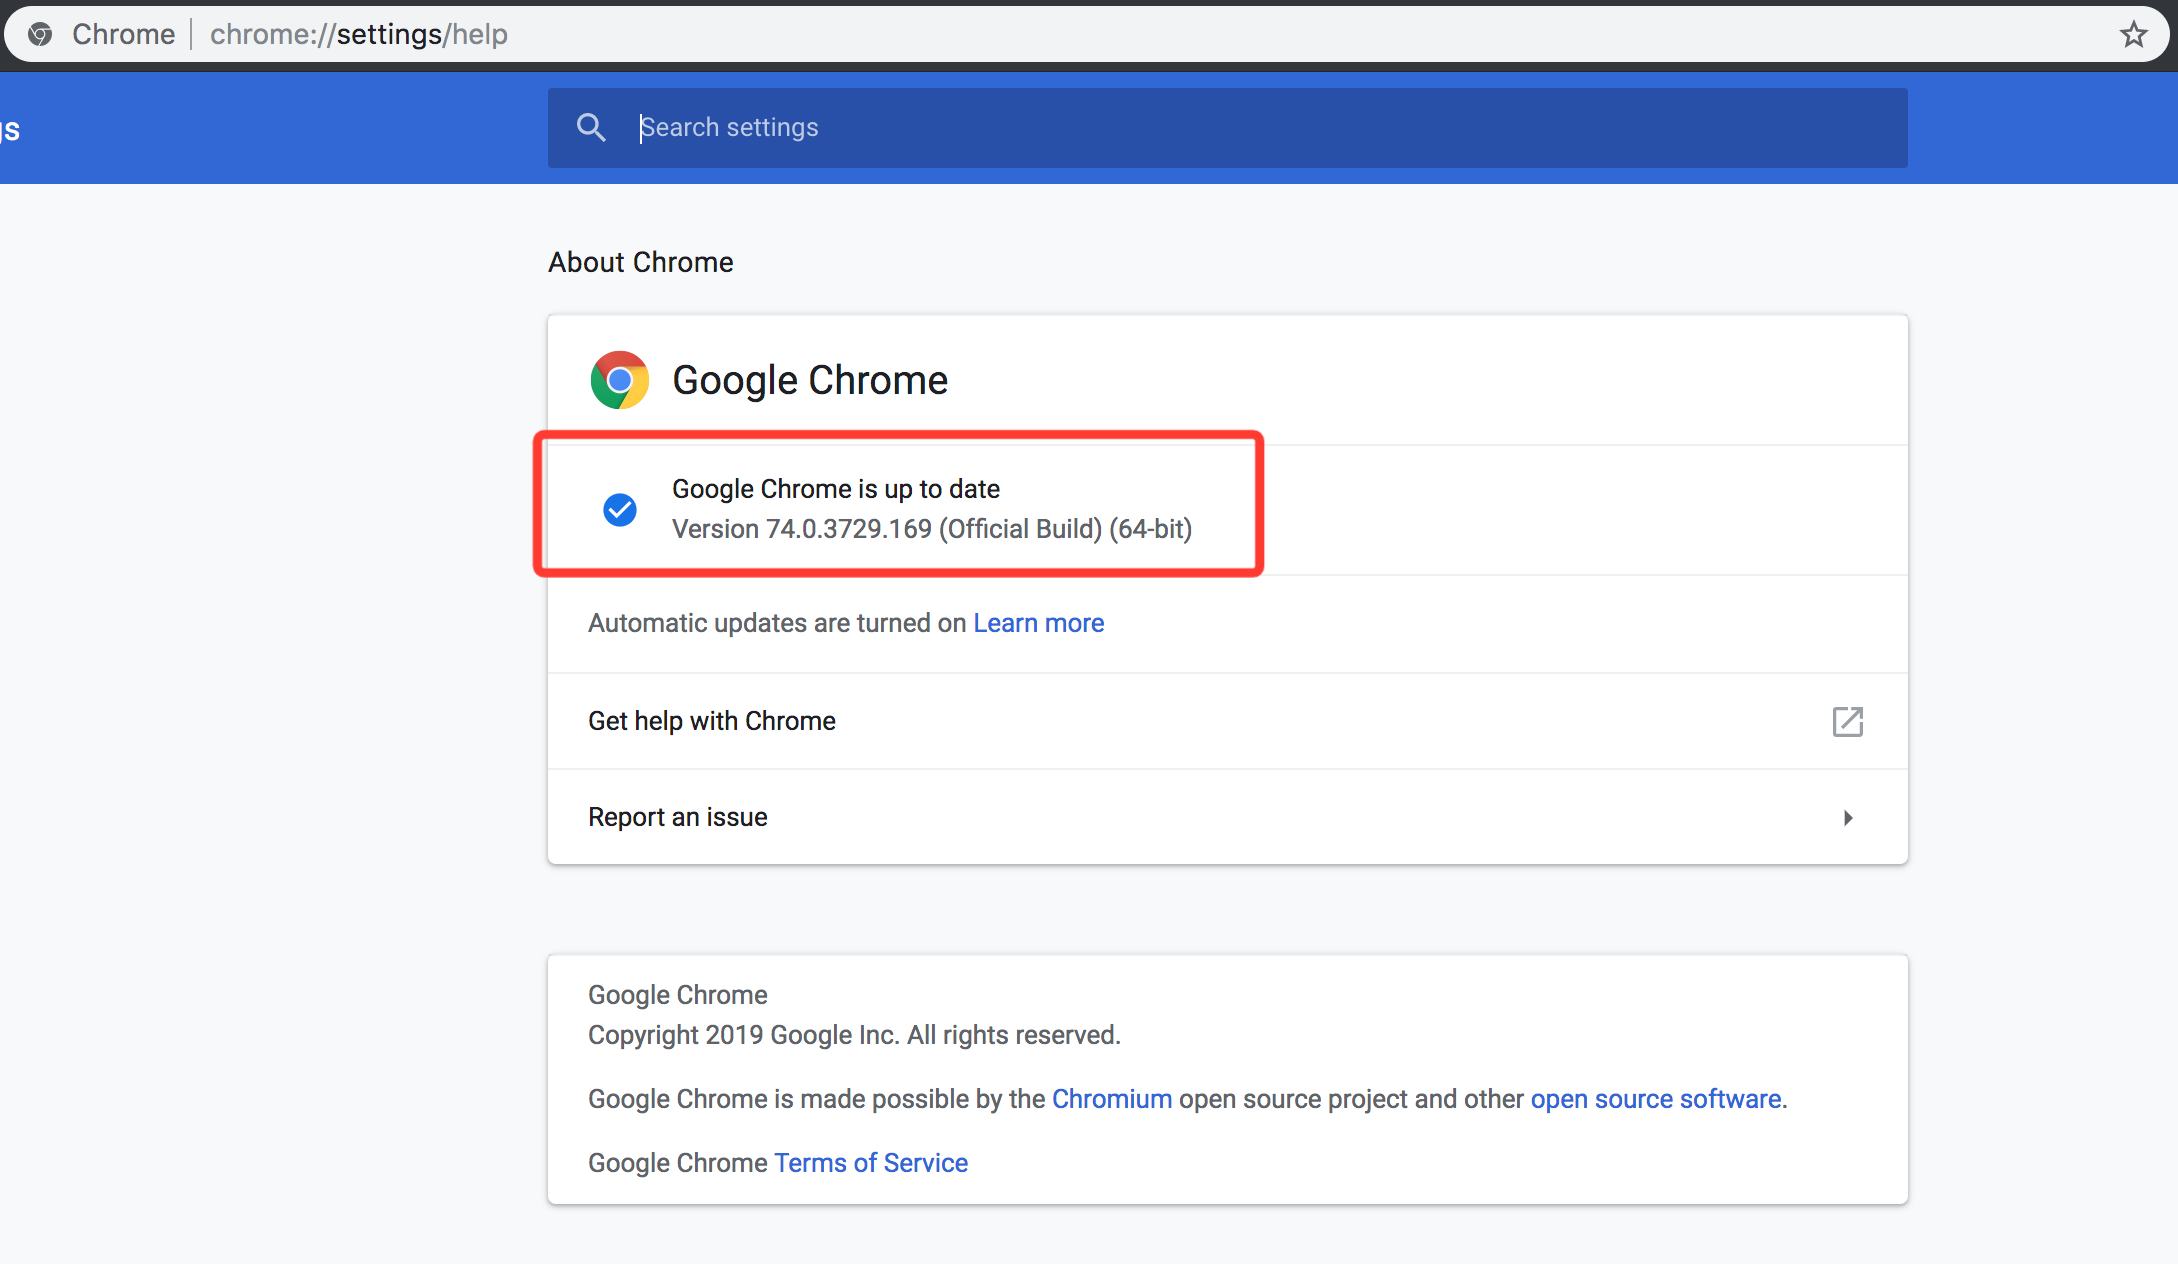 Chrome chrome://settings/help
gs
Search settings
About Chrome
Google Chrome
Google Chrome is up to date
Version 74.0.3729.169 (Official Build) (64-bit)
Automatic updates are turned on Learn more
Get help with Chrome
Report an issue
Google Chrome
Copyright 2019 Google Inc. All rights reserved.
Google Chrome is made possible by the Chromium open source project and other open source software.
Google Chrome Terms of Service